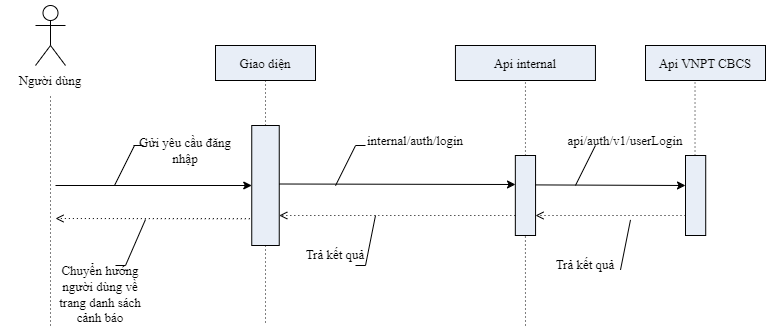 Người dùng
Giao diện
Api internal
Api VNPT CBCS
Gửi yêu cầu đăng
nhập
internal/auth/login
api/auth/v1/userLogin
Chuyển hướng
người dùng về
trang danh sách
cảnh báo
Trả kết quả
Trả kết quả